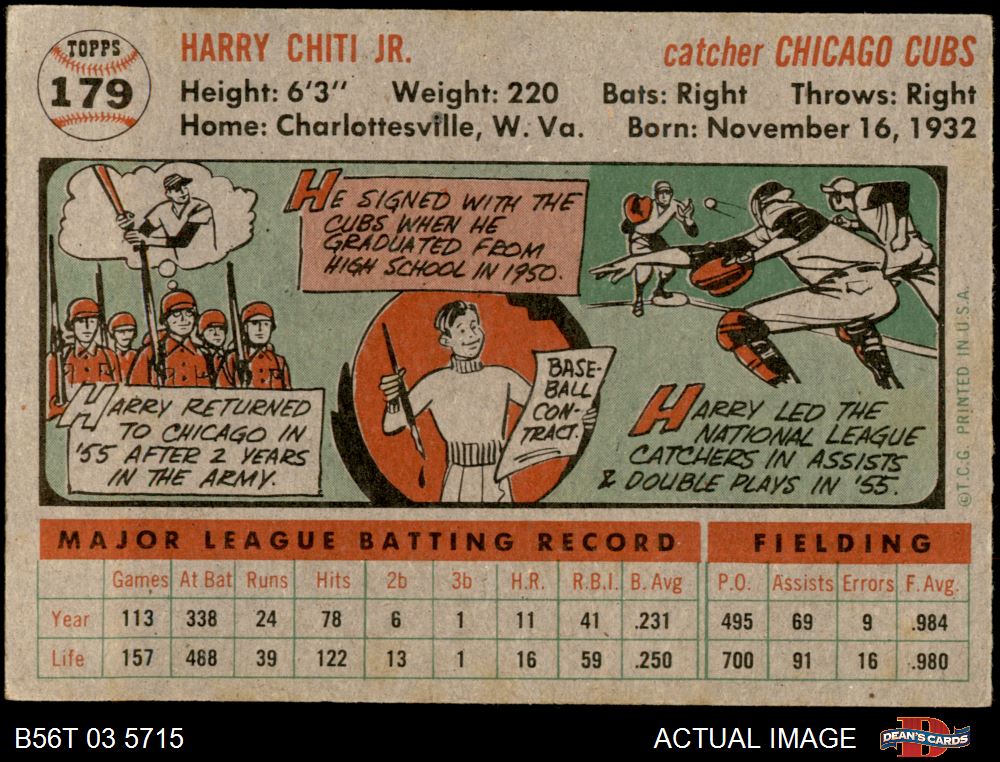 TOPPS
179
HARRY CHITI JR.
catcher CHICAGO CUBS
Height: 6'3" Weight: 220 Bats: Right Throws: Right
Home: Charlottesville, W. Va. Born: November 16, 1932
HE SIGNED WITH THE
CUBS WHEN HE
GRADUATED FROM
HIGH SCHOOL IN 1950.
HARRY RETURNED
TO CHICAGO IN
'55 AFTER 2 YEARS
IN THE ARMY.
BASE-
BALL
CON-
TRACT.
HARRY LED THE
NATIONAL LEAGUE
CATCHERS IN ASSISTS
& DOUBLE PLAYS IN '55.
©T.C.G. PRINTED IN U.S.A.
MAJOR LEAGUE BATTING RECORD FIELDING
Games At Bat Runs Hits 2b 3b H.R. R.B.I. B. Avg P.O. Assists Errors F. Avg.
Year 113 338 24 78 6 1 11 41 .231 495 69 9 .984
Life 157 488 39 122 13 1 16 59 .250 700 91 16 .980
B56T 03 5715
ACTUAL IMAGE
D
DEAN'S CARDS